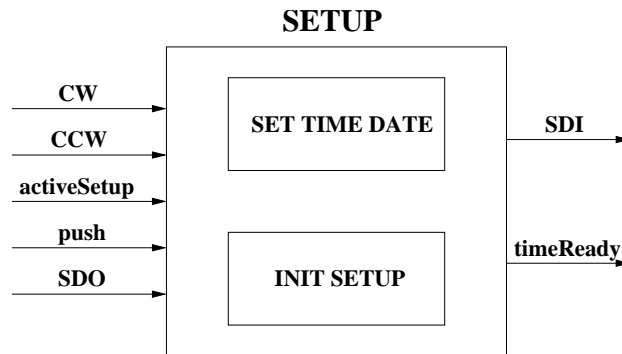 SETUP
CW
SET TIME DATE
SDI
CCW
activeSetup
push
timeReady
SDO
INIT SETUP